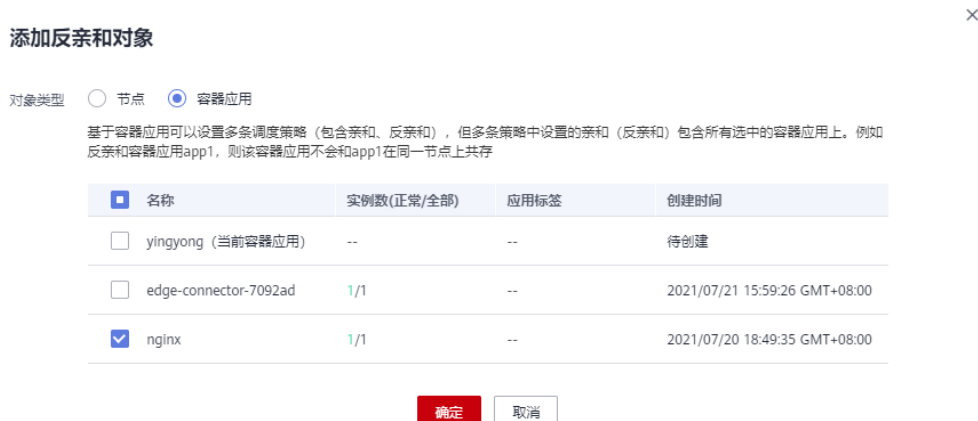 添加反亲和对象
对象类型 节点 容器应用
基于容器应用可以设置多条调度策略（包含亲和、反亲和），但多条策略中设置的亲和（反亲和）包含所有选中的容器应用上。例如
反亲和容器应用app1，则该容器应用不会和app1在同一节点上共存
名称 实例数(正常/全部) 应用标签 创建时间
yingyong（当前容器应用） -- -- 待创建
edge-connector-7092ad 1/1 -- 2021/07/21 15:59:26 GMT+08:00
nginx 1/1 -- 2021/07/20 18:49:35 GMT+08:00
确定 取消